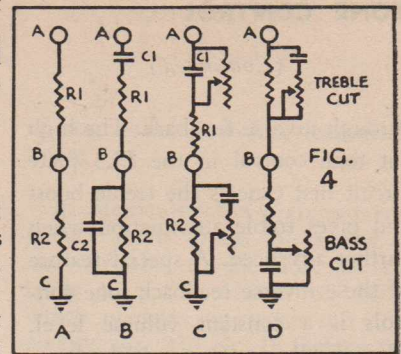 A A A A
C1 C1
R1 R1 TREBLE
CUT
R1
B B B B FIG.
4
R2 C2 R2 R2 BASS
CUT
C C
A B C D